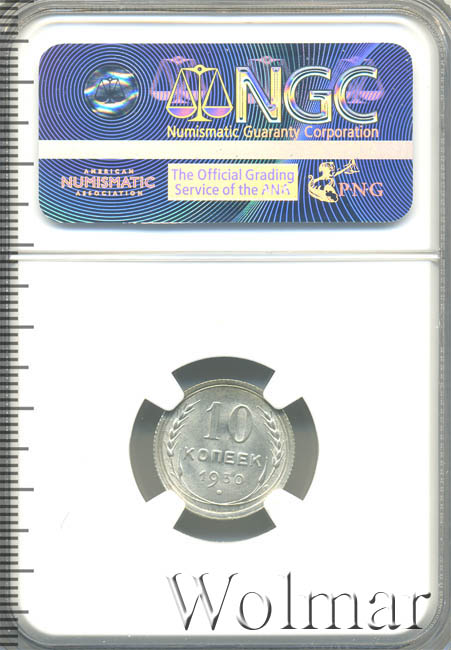 NGC
Numismatic Guaranty Corporation
AMERICAN
NUMISMATIC
ASSOCIATION
The Official Grading
Service of the ANA
PNG
10
КОПЕЕК
1930
Wolmar